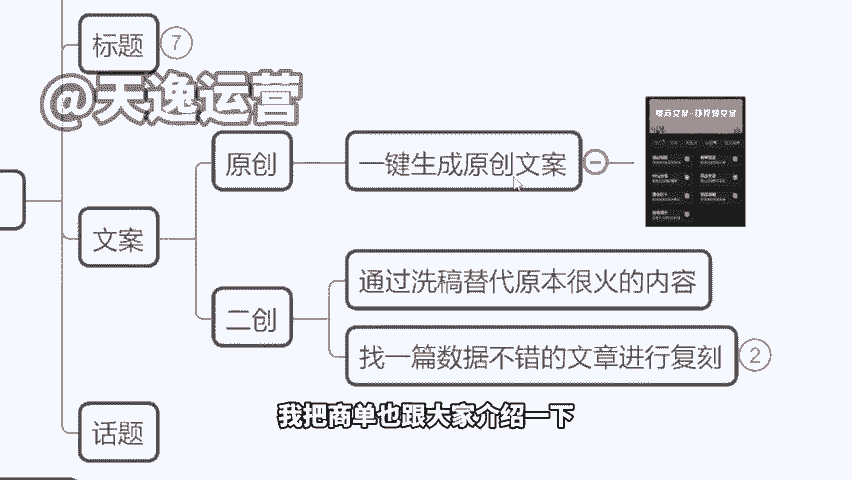 标题
7
@天逸运营
原创
一键生成原创文案
文案
通过洗稿替代原本很火的内容
二创
找一篇数据不错的文章进行复刻
2
我把商单也跟大家介绍一下
话题